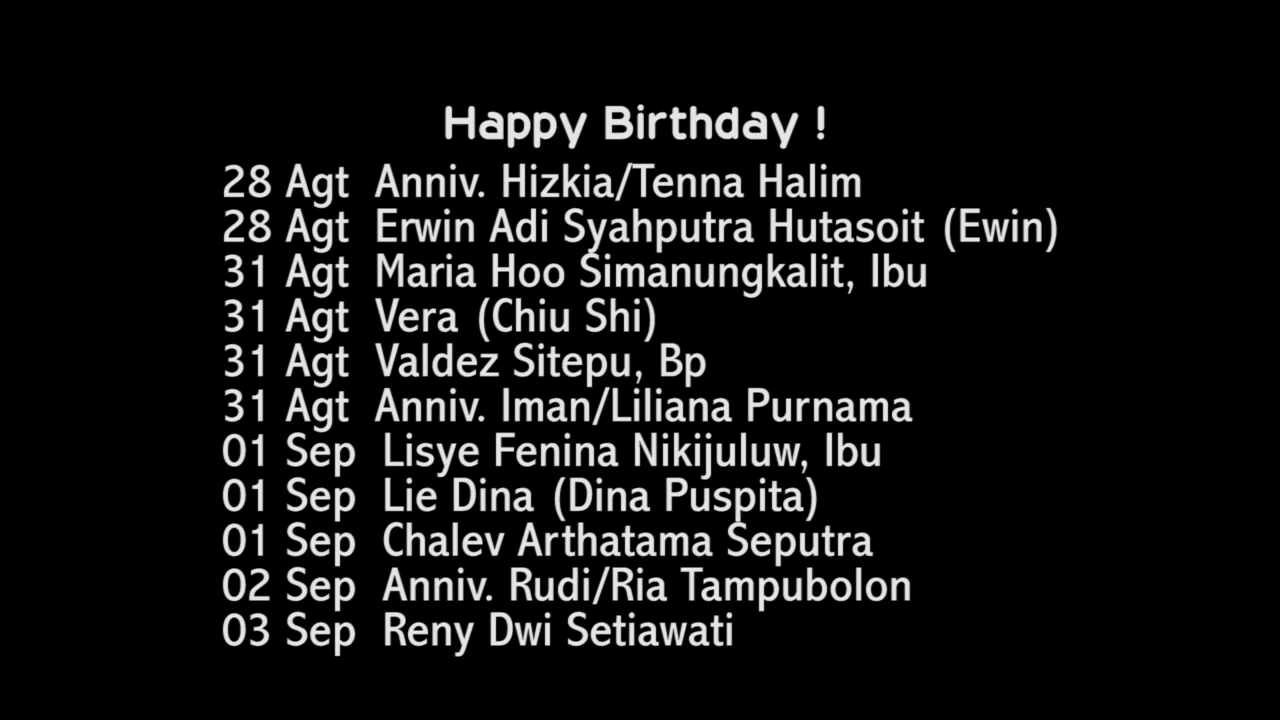 Happy Birthday !
28 Agt Anniv. Hizkia/Tenna Halim
28 Agt Erwin Adi Syahputra Hutasoit (Ewin)
31 Agt Maria Hoo Simanungkalit, Ibu
31 Agt Vera (Chiu Shi)
31 Agt Valdez Sitepu, Bp
31 Agt Anniv. Iman/Liliana Purnama
01 Sep Lisye Fenina Nikijuluw, Ibu
01 Sep Lie Dina (Dina Puspita)
01 Sep Chalev Arthatama Seputra
02 Sep Anniv. Rudi/Ria Tampubolon
03 Sep Reny Dwi Setiawati